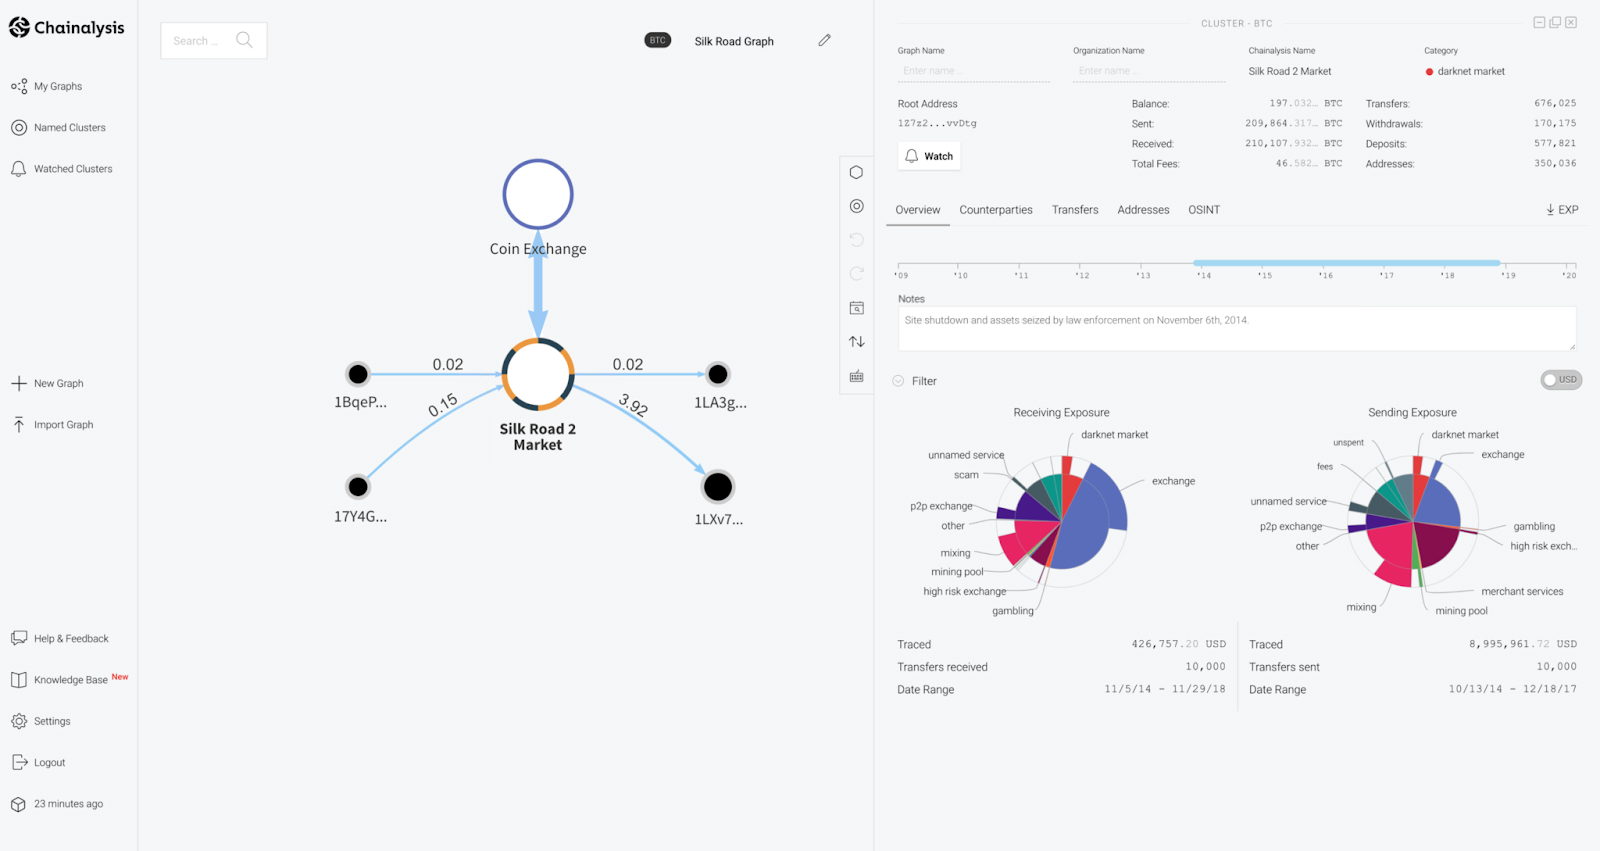 Chainalysis
My Graphs
Named Clusters
Watched Clusters
New Graph
Import Graph
Help & Feedback
Knowledge Base New
Settings
Logout
23 minutes ago
Search ...
BTC Silk Road Graph
Coin Exchange
0.02 0.02
1BqeP... 1LA3g...
0.15 3.92
Silk Road 2
Market
17Y4G... 1LXv7...
CLUSTER - BTC
Graph Name Organization Name Chainalysis Name Category
Enter name... Enter name... Silk Road 2 Market darknet market
Root Address Balance: 197.032… BTC Transfers: 676,025
1Z7z2...vvDtg Sent: 209,864.317… BTC Withdrawals: 170,175
Received: 210,107.932… BTC Deposits: 577,821
Watch Total Fees: 46.582… BTC Addresses: 350,036
Overview Counterparties Transfers Addresses OSINT EXP
'09 '10 '11 '12 '13 '14 '15 '16 '17 '18 '19 '20
Notes
Site shutdown and assets seized by law enforcement on November 6th, 2014.
Filter USD
Receiving Exposure
darknet market
unnamed service
scam
exchange
p2p exchange
other
mixing
mining pool
high risk exchange
gambling
Sending Exposure
darknet market
unspent
exchange
fees
unnamed service
p2p exchange
gambling
other
high risk exch...
merchant services
mixing
mining pool
Traced 426,757.20 USD
Transfers received 10,000
Date Range 11/5/14 - 11/29/18
Traced 8,995,961.72 USD
Transfers sent 10,000
Date Range 10/13/14 - 12/18/17